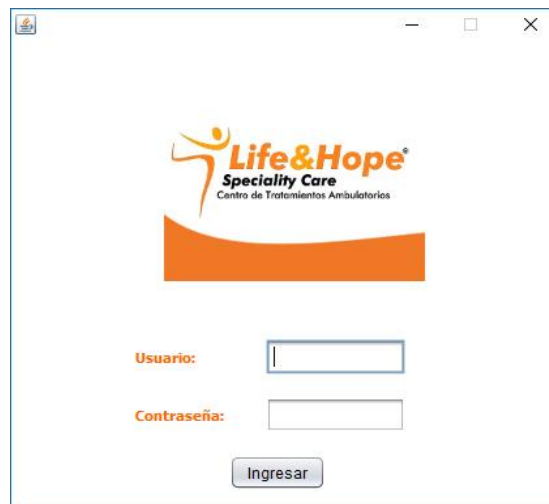 Life&Hope®
Speciality Care
Centro de Tratamientos Ambulatorios
Usuario:
Contraseña:
Ingresar